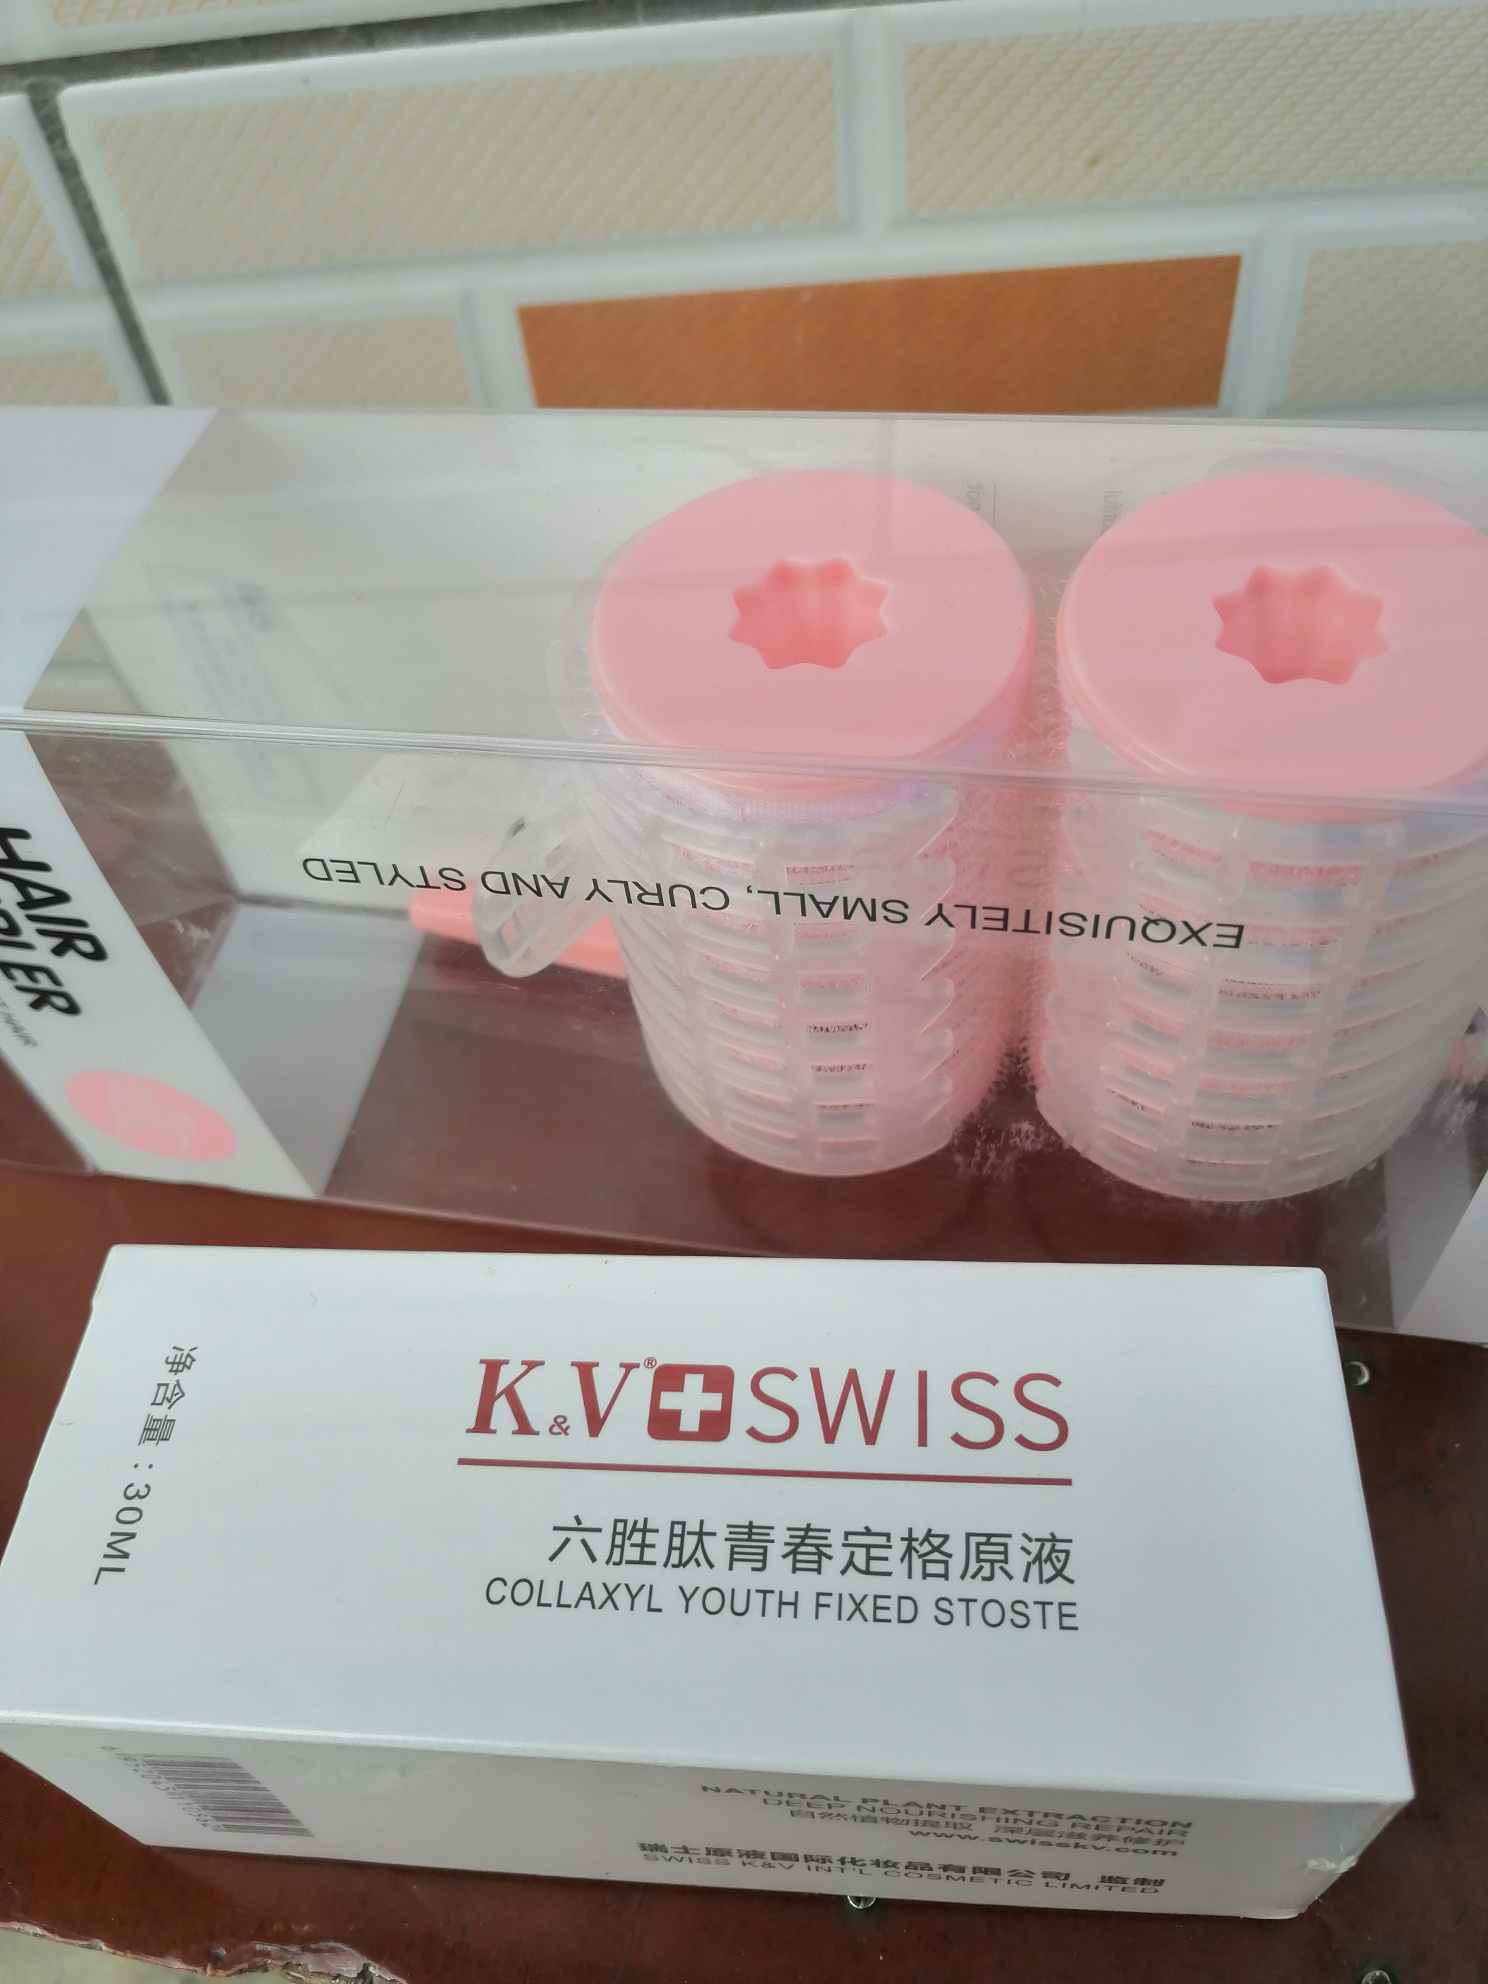 EXQUISITELY SMALL, CURLY AND STYLED
HAIR
K&V® SWISS
六胜肽青春定格原液
COLLAXYL YOUTH FIXED STOSTE
净含量：30ML
NATURAL PLANT EXTRACTION
DEEP NOURISHING REPAIR
自然植物提取 深层滋养修护
www.swisskv.com
瑞士原液国际化妆品有限公司 监制
SWISS K&V INT'L COSMETIC LIMITED